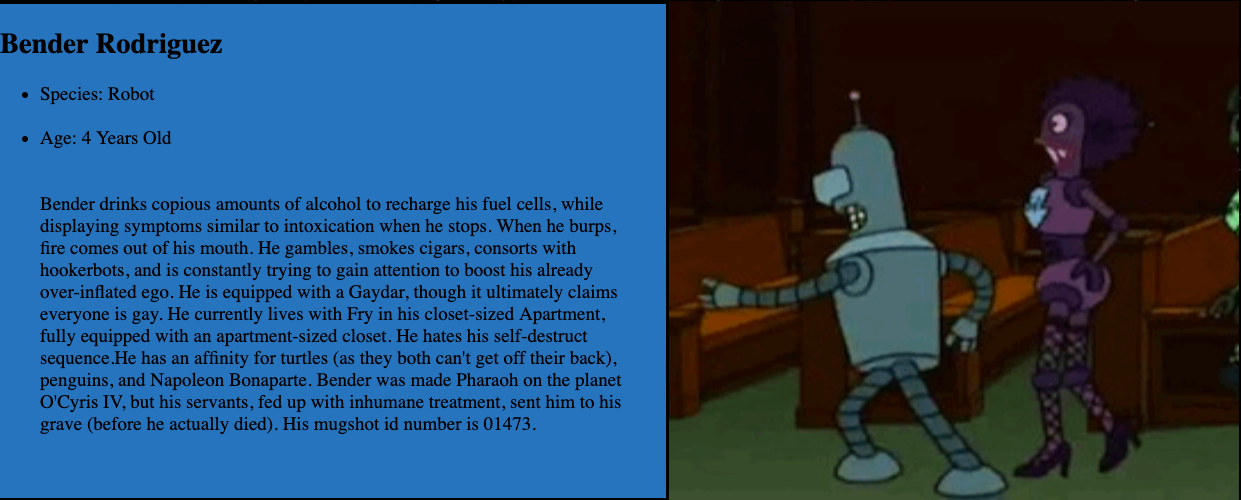 Bender Rodriguez
Species: Robot
Age: 4 Years Old
Bender drinks copious amounts of alcohol to recharge his fuel cells, while
displaying symptoms similar to intoxication when he stops. When he burps,
fire comes out of his mouth. He gambles, smokes cigars, consorts with
hookerbots, and is constantly trying to gain attention to boost his already
over-inflated ego. He is equipped with a Gaydar, though it ultimately claims
everyone is gay. He currently lives with Fry in his closet-sized Apartment,
fully equipped with an apartment-sized closet. He hates his self-destruct
sequence.He has an affinity for turtles (as they both can't get off their back),
penguins, and Napoleon Bonaparte. Bender was made Pharaoh on the planet
O'Cyris IV, but his servants, fed up with inhumane treatment, sent him to his
grave (before he actually died). His mugshot id number is 01473.